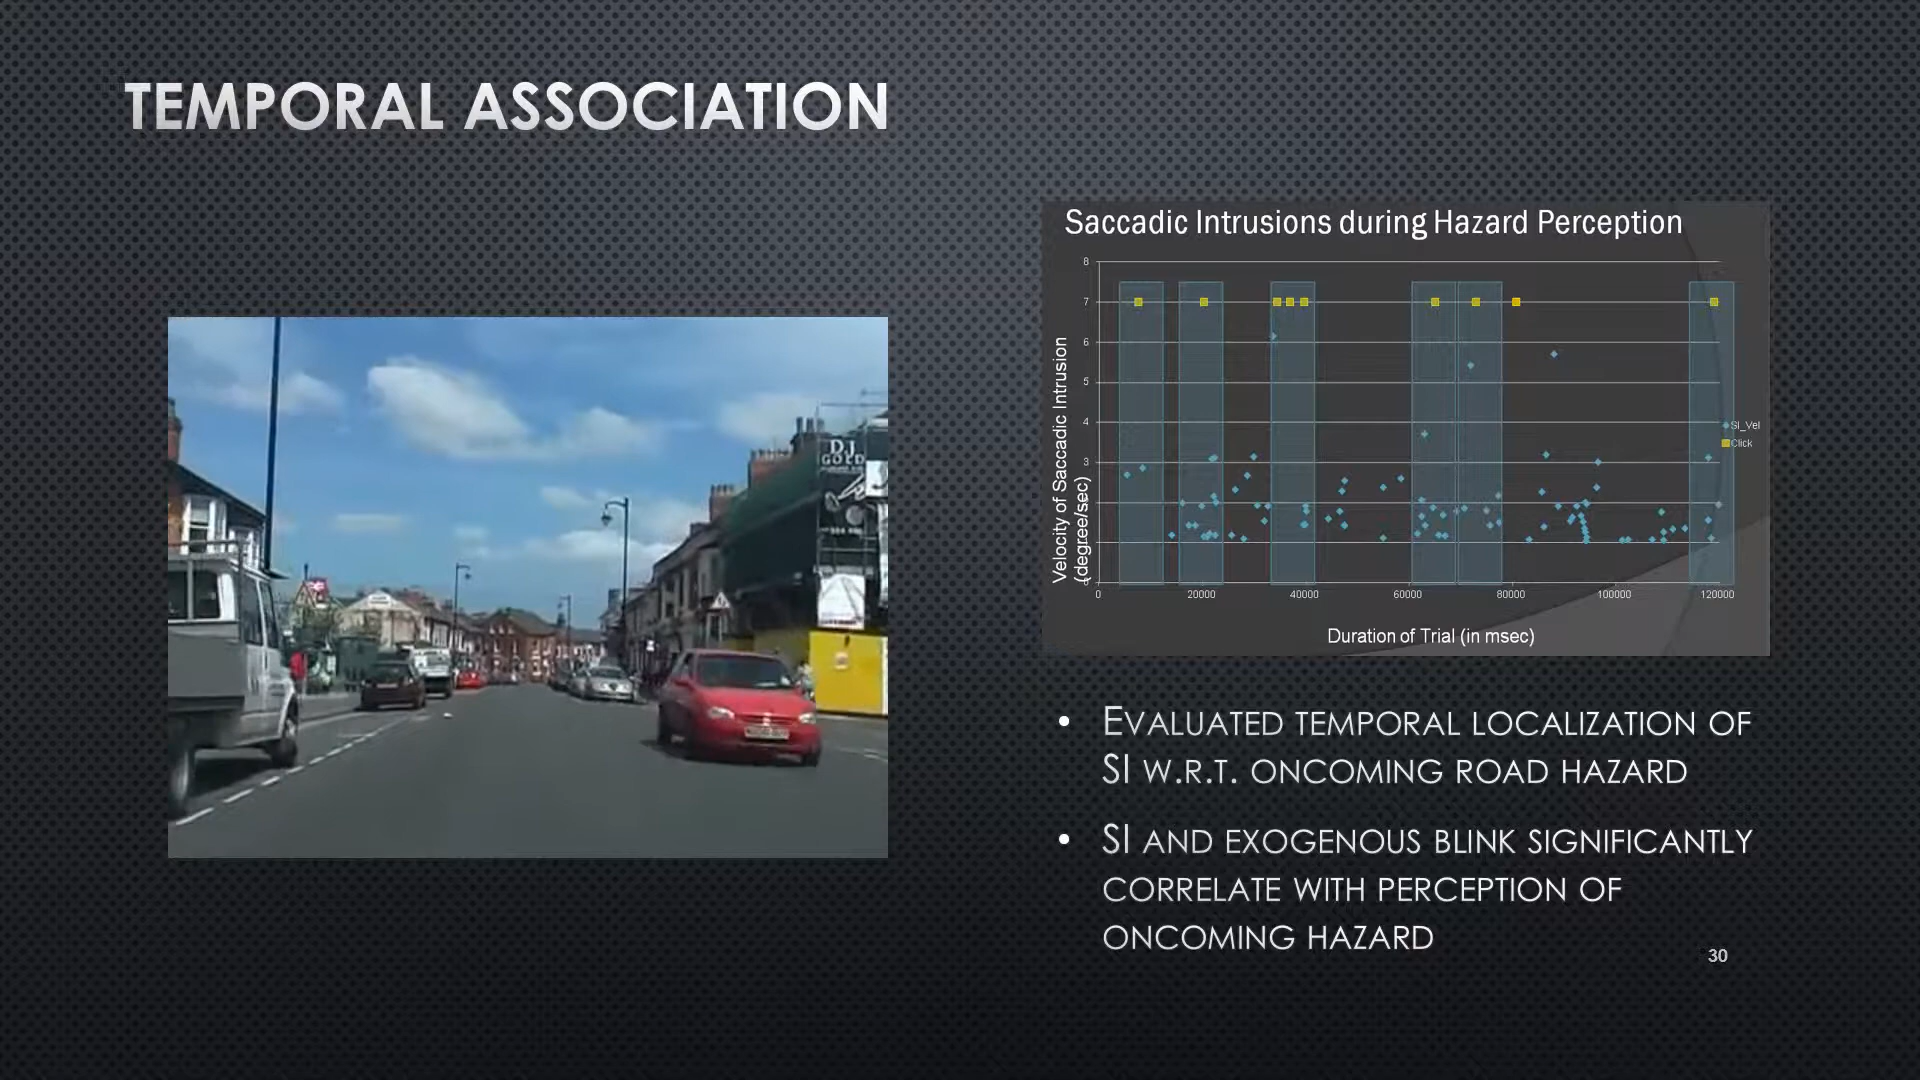 TEMPORAL ASSOCIATION
DJ
GOLD
Saccadic Intrusions during Hazard Perception
Velocity of Saccadic Intrusion
(degree/sec)
8
7
6
5
4
3
0 20000 40000 60000 80000 100000 120000
SI_Vel
Click
Duration of Trial (in msec)
• EVALUATED TEMPORAL LOCALIZATION OF
SI W.R.T. ONCOMING ROAD HAZARD
• SI AND EXOGENOUS BLINK SIGNIFICANTLY
CORRELATE WITH PERCEPTION OF
ONCOMING HAZARD
30